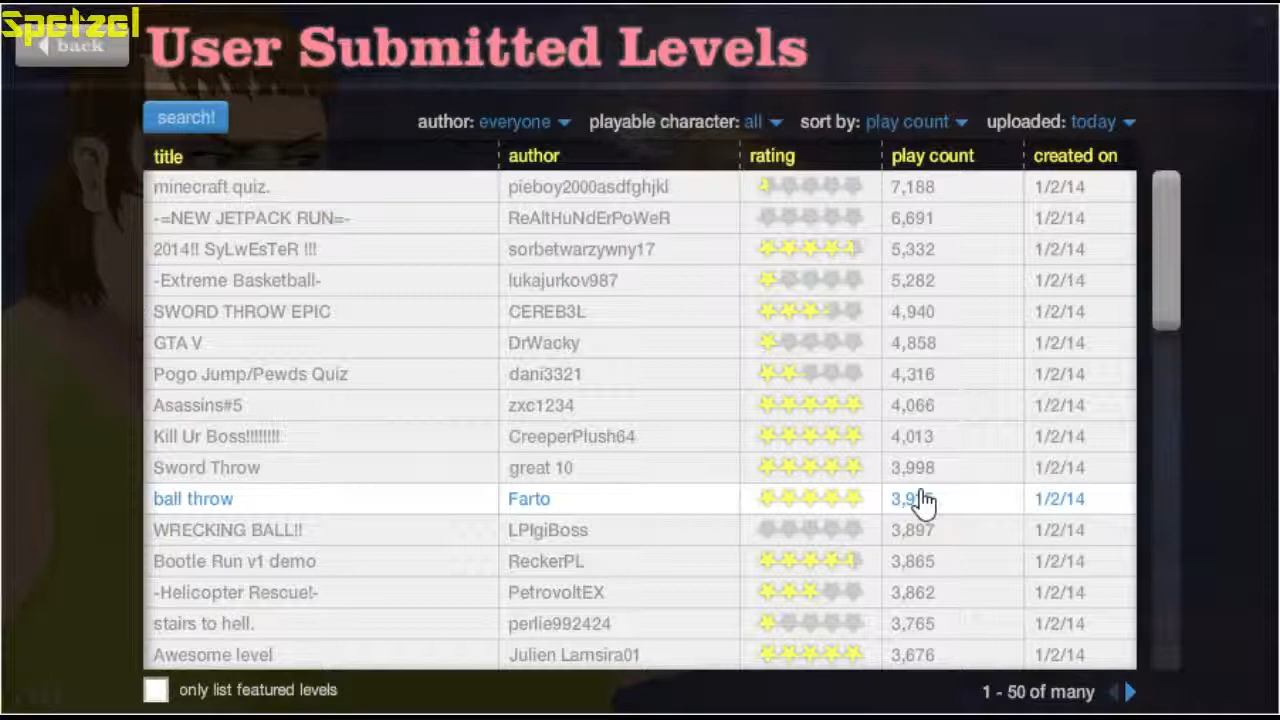 Spetzel
back
User Submitted Levels
search!
author: everyone playable character: all sort by: play count uploaded: today
title author rating play count created on
minecraft quiz. pieboy2000asdfghjkl 7,188 1/2/14
-=NEW JETPACK RUN=- ReAltHuNdErPoWeR 6,691 1/2/14
2014!! SyLwEsTeR !!! sorbetwarzywny17 5,332 1/2/14
-Extreme Basketball- lukajurkov987 5,282 1/2/14
SWORD THROW EPIC CEREB3L 4,940 1/2/14
GTA V DrWacky 4,858 1/2/14
Pogo Jump/Pewds Quiz dani3321 4,316 1/2/14
Asassins#5 zxc1234 4,066 1/2/14
Kill Ur Boss!!!!!!!! CreeperPlush64 4,013 1/2/14
Sword Throw great 10 3,998 1/2/14
ball throw Farto 1/2/14
WRECKING BALL!! LPIgiBoss 3,897 1/2/14
Bootle Run v1 demo ReckerPL 3,865 1/2/14
-Helicopter Rescue!- PetrovoltEX 3,862 1/2/14
stairs to hell. perlie992424 3,765 1/2/14
Awesome level Julien Lamsira01 3,676 1/2/14
only list featured levels 1 - 50 of many